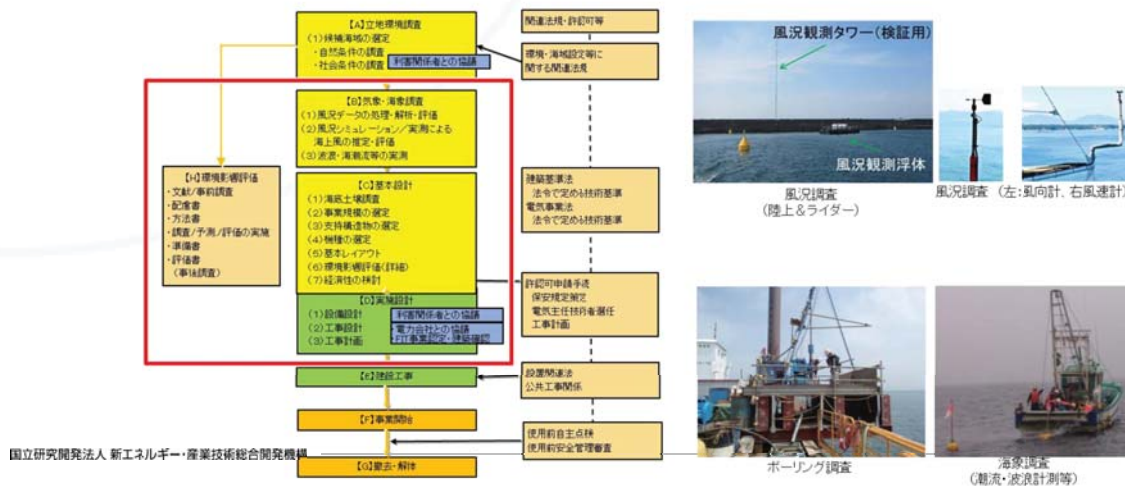 【A】立地環境調査
（1）候補海域の選定
・自然条件の調査
・社会条件の調査
利害関係者との協議
【B】気象・海象調査
（1）風況データの処理・解析・評価
（2）風況シミュレーション／実測による
海上風の推定・評価
（3）波浪・海潮流等の実測
【C】基本設計
（1）海底土壌調査
（2）事業規模の選定
（3）支持構造物の選定
（4）機種の選定
（5）基本レイアウト
（6）環境影響評価（詳細）
（7）経済性の検討
【D】実施設計
（1）設備設計
（2）工事設計
（3）工事計画
利害関係者との協議
・電力会社との協議
・FIT事業認定・建築確認
【E】建設工事
【F】事業開始
【G】撤去・解体
【H】環境影響評価
・文献/事前調査
・配慮書
・方法書
・調査/予測/評価の実施
・準備書
・評価書
（事後調査）
関連法規・許認可等
環境・海域設定等に
関する関連法規
建築基準法
法令で定める技術基準
電気事業法
法令で定める技術基準
許認可申請手続
保安規定策定
電気主任技術者選任
工事計画
設置関連法
公共工事関係
使用前自主点検
使用前安全管理審査
国立研究開発法人 新エネルギー・産業技術総合開発機構
風況観測タワー（検証用）
風況観測浮体
風況調査
（陸上＆ライダー）
風況調査 （左：風向計、右風速計）
ボーリング調査
海象調査
（潮流・波浪計測等）